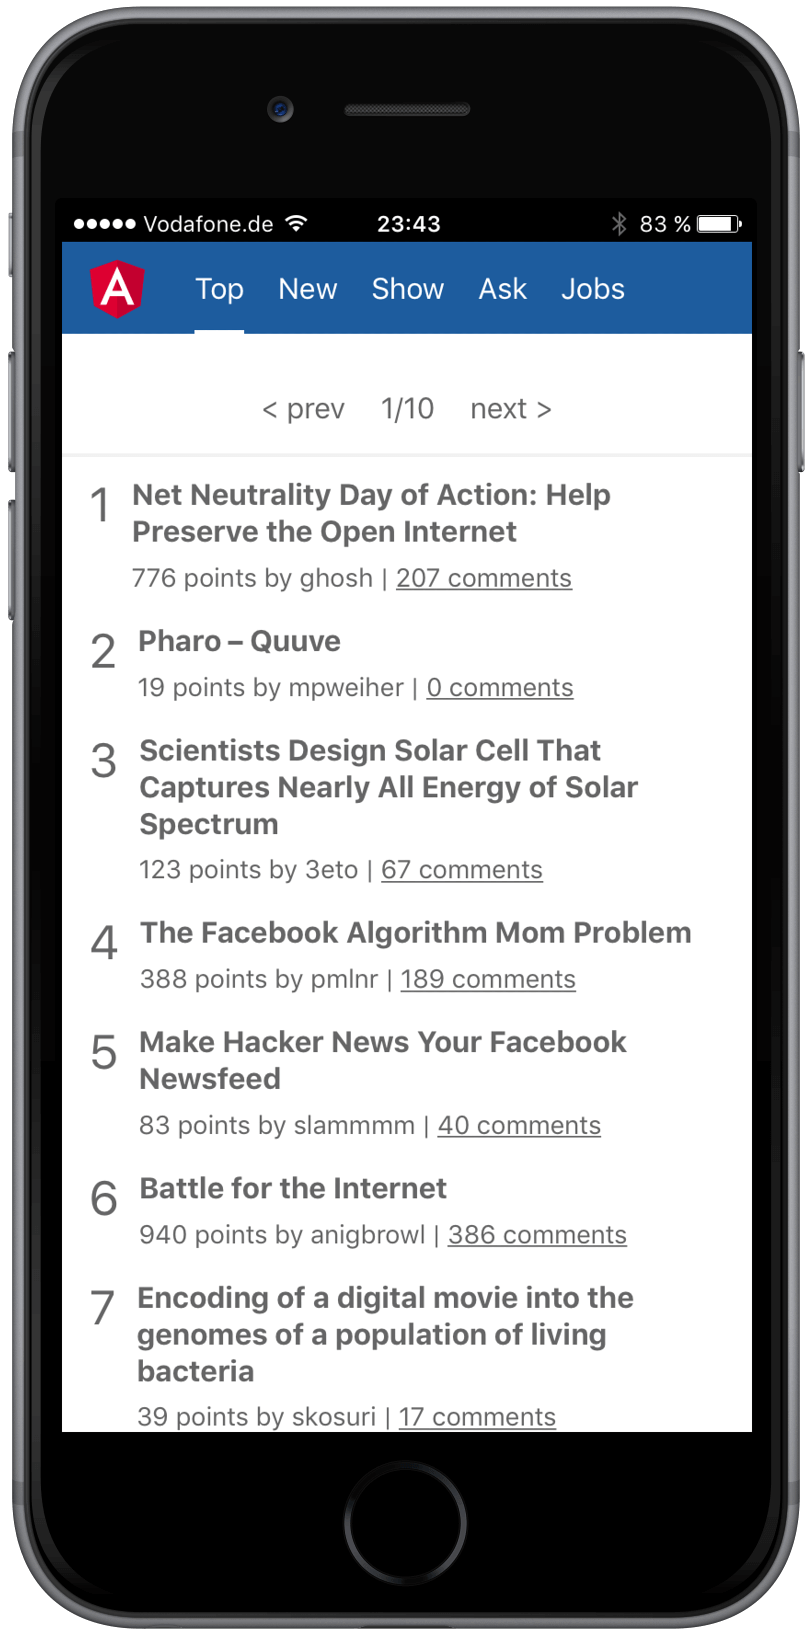 Vodafone.de 23:43 83 %
A Top New Show Ask Jobs
< prev 1/10 next >
1 Net Neutrality Day of Action: Help
Preserve the Open Internet
776 points by ghosh | 207 comments
2 Pharo – Quuve
19 points by mpweiher | 0 comments
3 Scientists Design Solar Cell That
Captures Nearly All Energy of Solar
Spectrum
123 points by 3eto | 67 comments
4 The Facebook Algorithm Mom Problem
388 points by pmlnr | 189 comments
5 Make Hacker News Your Facebook
Newsfeed
83 points by slammmm | 40 comments
6 Battle for the Internet
940 points by anigbrowl | 386 comments
7 Encoding of a digital movie into the
genomes of a population of living
bacteria
39 points by skosuri | 17 comments